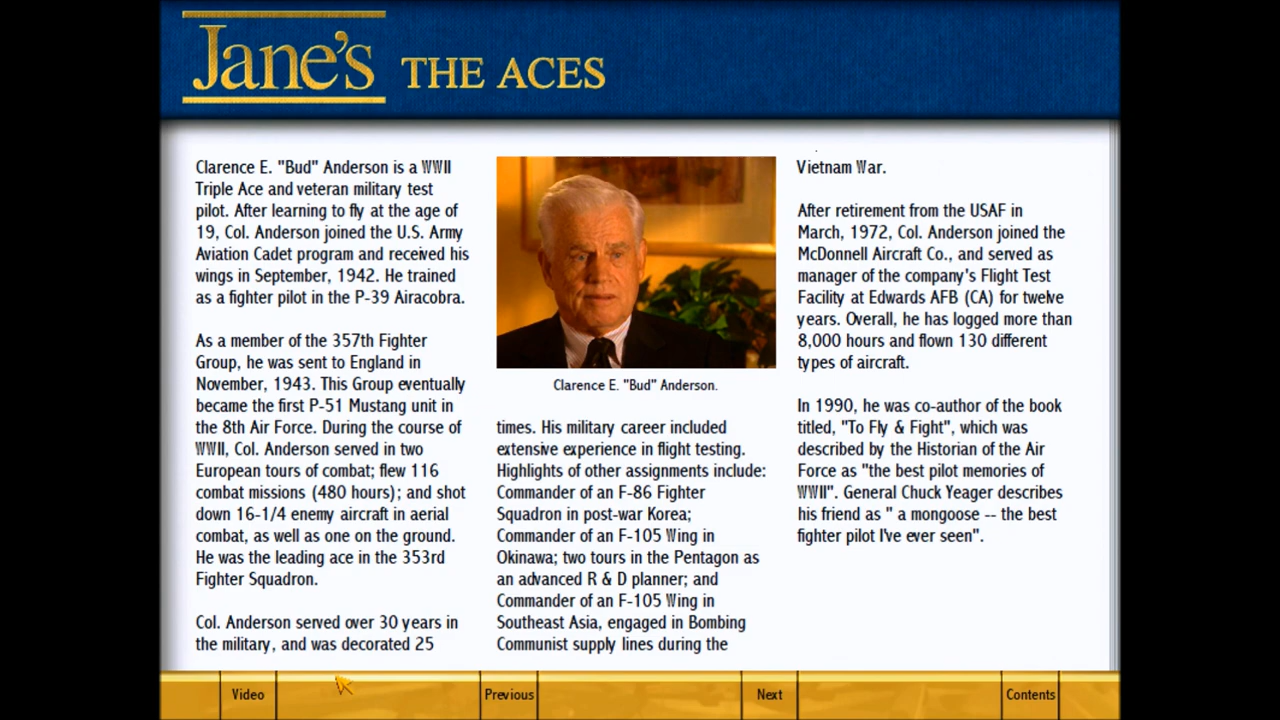 Jane's THE ACES
Clarence E. "Bud" Anderson is a WWII
Triple Ace and veteran military test
pilot. After learning to fly at the age of
19, Col. Anderson joined the U.S. Army
Aviation Cadet program and received his
wings in September, 1942. He trained
as a fighter pilot in the P-39 Airacobra.
As a member of the 357th Fighter
Group, he was sent to England in
November, 1943. This Group eventually
became the first P-51 Mustang unit in
the 8th Air Force. During the course of
WWII, Col. Anderson served in two
European tours of combat; flew 116
combat missions (480 hours); and shot
down 16-1/4 enemy aircraft in aerial
combat, as well as one on the ground.
He was the leading ace in the 353rd
Fighter Squadron.
Col. Anderson served over 30 years in
the military, and was decorated 25
Clarence E. "Bud" Anderson.
times. His military career included
extensive experience in flight testing.
Highlights of other assignments include:
Commander of an F-86 Fighter
Squadron in post-war Korea;
Commander of an F-105 Wing in
Okinawa; two tours in the Pentagon as
an advanced R & D planner; and
Commander of an F-105 Wing in
Southeast Asia, engaged in Bombing
Communist supply lines during the
Vietnam War.
After retirement from the USAF in
March, 1972, Col. Anderson joined the
McDonnell Aircraft Co., and served as
manager of the company's Flight Test
Facility at Edwards AFB (CA) for twelve
years. Overall, he has logged more than
8,000 hours and flown 130 different
types of aircraft.
In 1990, he was co-author of the book
titled, "To Fly & Fight", which was
described by the Historian of the Air
Force as "the best pilot memories of
WWII". General Chuck Yeager describes
his friend as " a mongoose -- the best
fighter pilot I've ever seen".
Video
Previous
Next
Contents